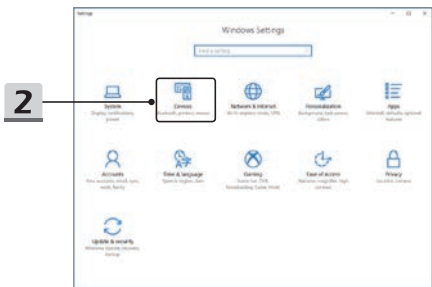 Settings
Windows Settings
Find a setting
2
System
Display, notifications,
power
Devices
Bluetooth, printers, mouse
Network & Internet
Wi-Fi, airplane mode, VPN
Personalization
Background, lock screen,
colors
Apps
Uninstall, defaults, optional
features
Accounts
Your accounts, email, sync,
work, family
Time & language
Speech, region, date
Gaming
Game bar, DVR,
broadcasting, Game Mode
Ease of Access
Narrator, magnifier, high
contrast
Privacy
Location, camera
Update & security
Windows Update, recovery,
backup